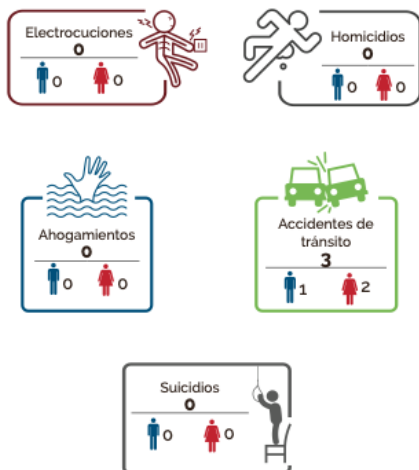 Electrocuciones
0
0 0
Homicidios
0
0 0
Ahogamientos
0
0 0
Accidentes de
tránsito
3
1 2
Suicidios
0
0 0